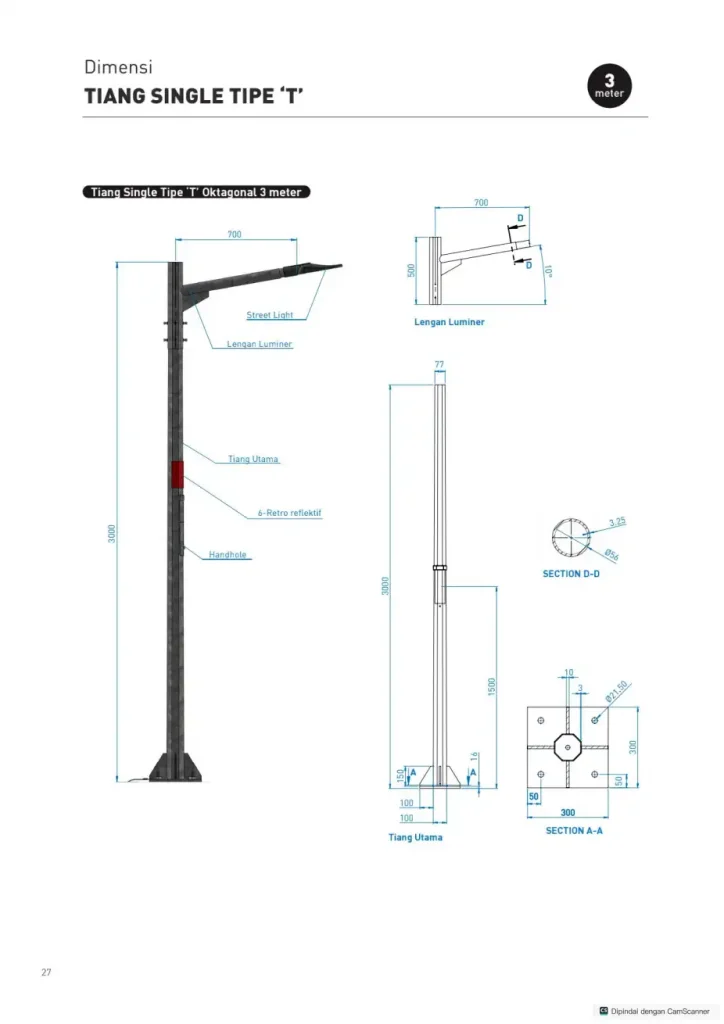 Dimensi
TIANG SINGLE TIPE ‘T’
3
meter
Tiang Single Tipe ‘T’ Oktagonal 3 meter
700
Street Light
Lengan Luminer
Tiang Utama
6-Retro reflektif
Handhole
3000
700
D
D
500
10°
Lengan Luminer
77
3000
1500
16
150
A
A
100
100
Tiang Utama
3.25
Ø56
SECTION D-D
10
3
Ø21,50
300
50
50
300
SECTION A-A
27
CS Dipindai dengan CamScanner